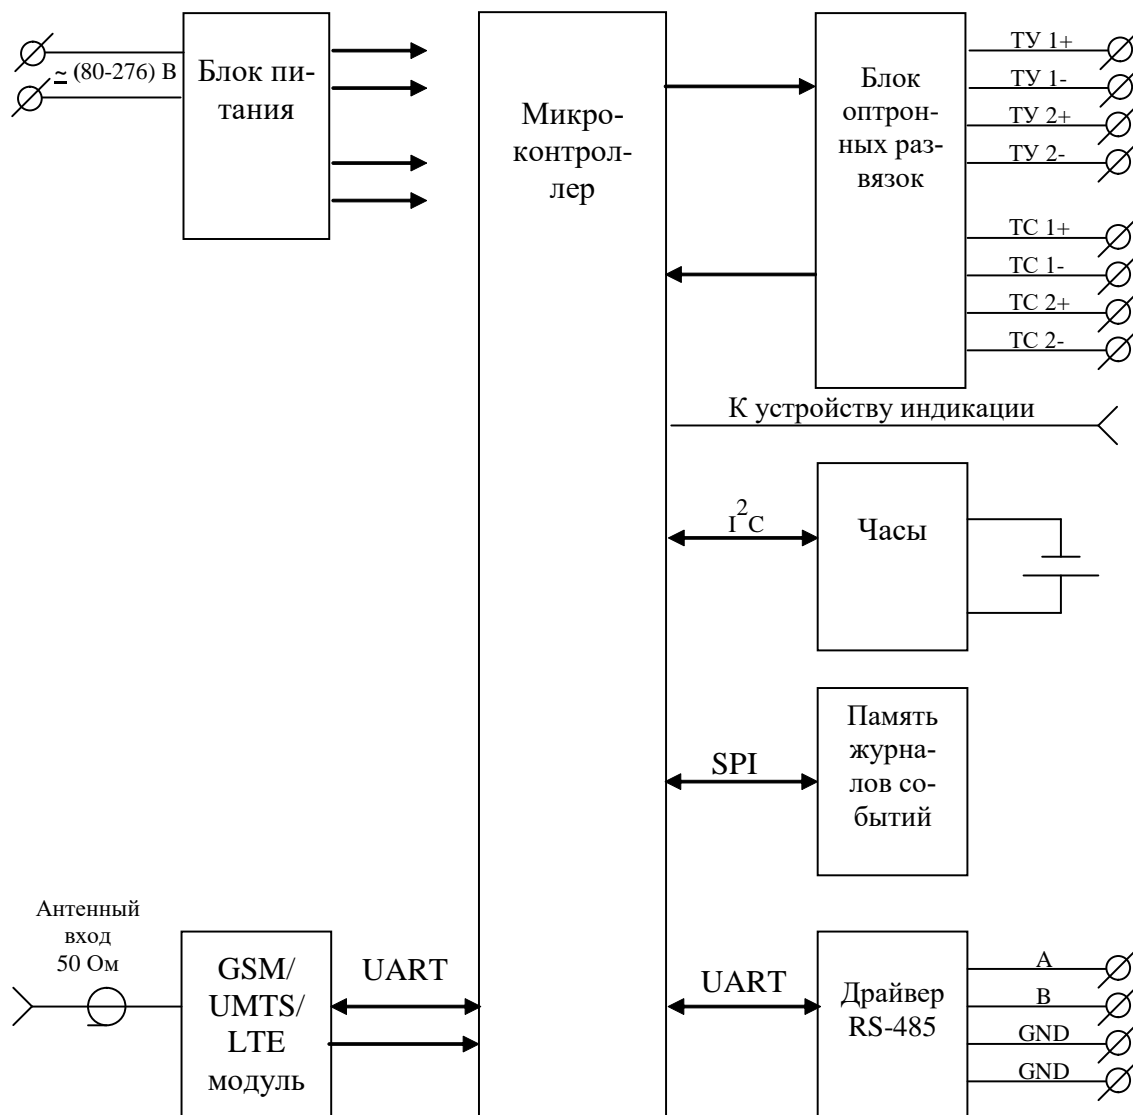 ≃ (80-276) В
Блок пи-
тания
Микро-
контрол-
лер
Блок
оптрон-
ных раз-
вязок
ТУ 1+
ТУ 1-
ТУ 2+
ТУ 2-
ТС 1+
ТС 1-
ТС 2+
ТС 2-
К устройству индикации
I²C
Часы
SPI
Память
журна-
лов со-
бытий
Антенный
вход
50 Ом
GSM/
UMTS/
LTE
модуль
UART
UART
Драйвер
RS-485
A
B
GND
GND